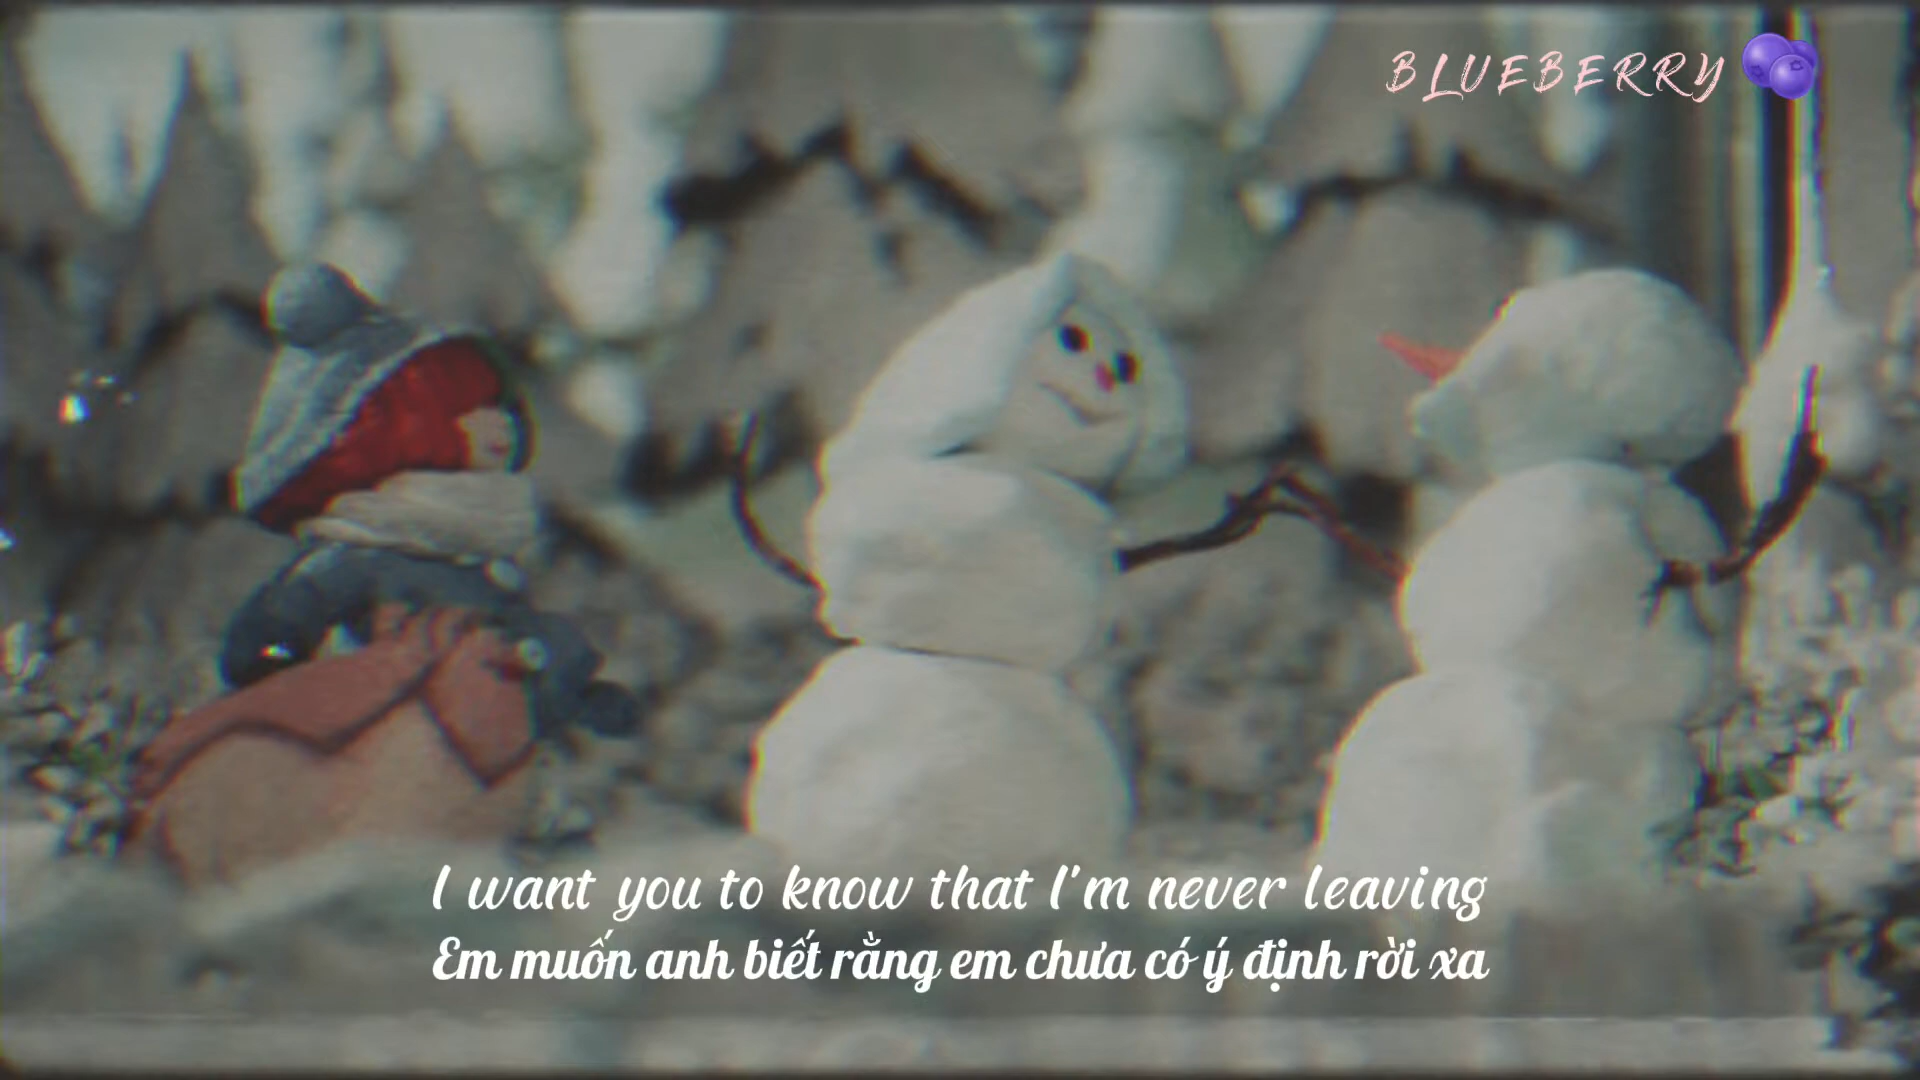 BLUEBERRY
I want you to know that I'm never leaving
Em muốn anh biết rằng em chưa có ý định rời xa